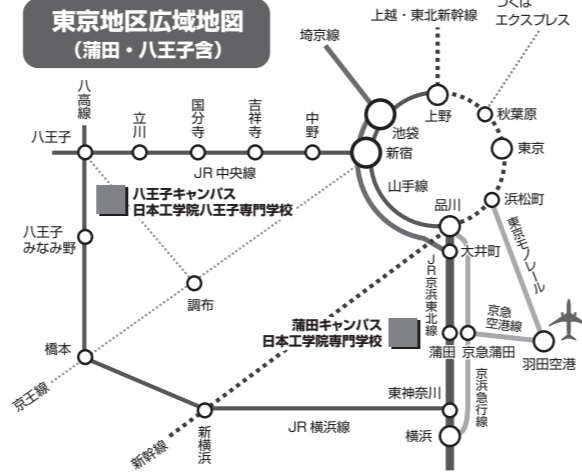 東京地区広域地図
(蒲田・八王子含)
上越・東北新幹線
つくば
エクスプレス
埼京線
八高線
立川
国分寺
吉祥寺
中野
池袋
上野
秋葉原
八王子
新宿
東京
JR中央線
山手線
浜松町
八王子キャンパス
日本工学院八王子専門学校
品川
八王子
みなみ野
大井町
東京モノレール
JR京浜東北線
調布
京急
空港線
蒲田キャンパス
日本工学院専門学校
蒲田
京急蒲田
羽田空港
橋本
京王線
東神奈川
京浜急行線
新横浜
JR横浜線
横浜
新幹線